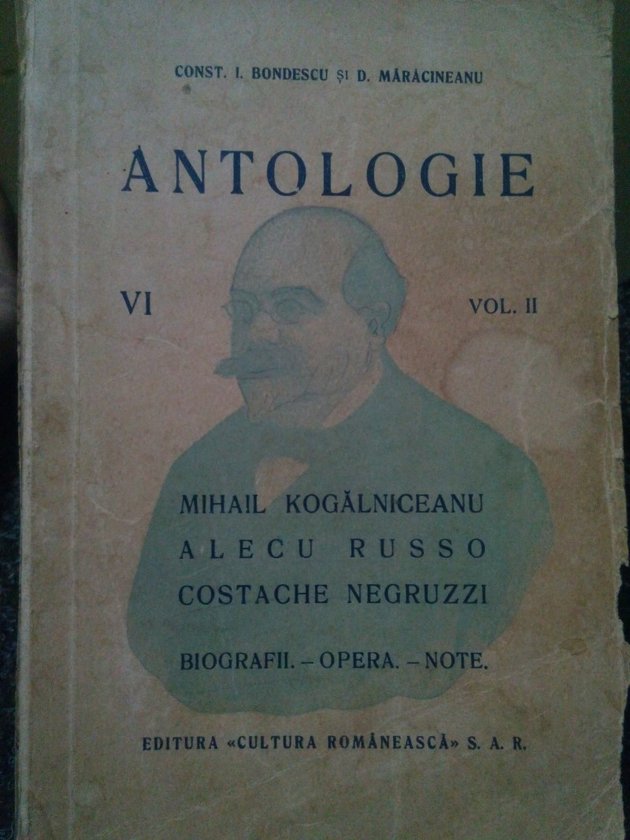 CONST. I. BONDESCU ȘI D. MĂRĂCINEANU
ANTOLOGIE
VI
VOL. II
MIHAIL KOGĂLNICEANU
ALECU RUSSO
COSTACHE NEGRUZZI
BIOGRAFII. – OPERA. – NOTE.
EDITURA «CULTURA ROMÂNEASCĂ» S. A. R.